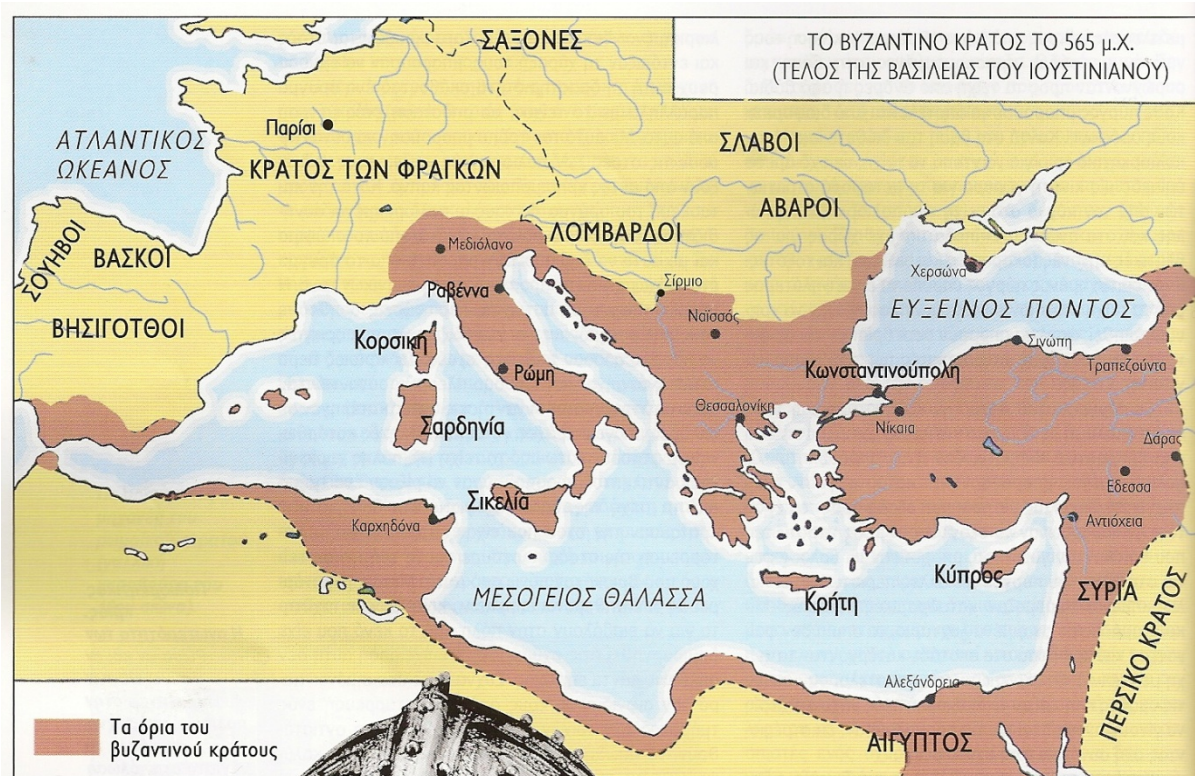 ΤΟ ΒΥΖΑΝΤΙΝΟ ΚΡΑΤΟΣ ΤΟ 565 μ.Χ.
(ΤΕΛΟΣ ΤΗΣ ΒΑΣΙΛΕΙΑΣ ΤΟΥ ΙΟΥΣΤΙΝΙΑΝΟΥ)
ΣΑΞΟΝΕΣ
Παρίσι
ΑΤΛΑΝΤΙΚΟΣ
ΩΚΕΑΝΟΣ
ΚΡΑΤΟΣ ΤΩΝ ΦΡΑΓΚΩΝ
ΣΛΑΒΟΙ
ΑΒΑΡΟΙ
ΛΟΜΒΑΡΔΟΙ
ΣΟΥΗΒΟΙ
ΒΑΣΚΟΙ
ΒΗΣΙΓΟΤΘΟΙ
Μεδιόλανο
Ραβέννα
Σίρμιο
Ναϊσσός
Χερσώνα
ΕΥΞΕΙΝΟΣ ΠΟΝΤΟΣ
Σινώπη
Τραπεζούντα
Κορσική
Ρώμη
Κωνσταντινούπολη
Θεσσαλονίκη
Νίκαια
Σαρδηνία
Δάρας
Εδεσσα
Σικελία
Καρχηδόνα
Αντιόχεια
Κύπρος
ΣΥΡΙΑ
Κρήτη
ΜΕΣΟΓΕΙΟΣ ΘΑΛΑΣΣΑ
ΠΕΡΣΙΚΟ ΚΡΑΤΟΣ
Αλεξάνδρεια
ΑΙΓΥΠΤΟΣ
Τα όρια του
βυζαντινού κράτους